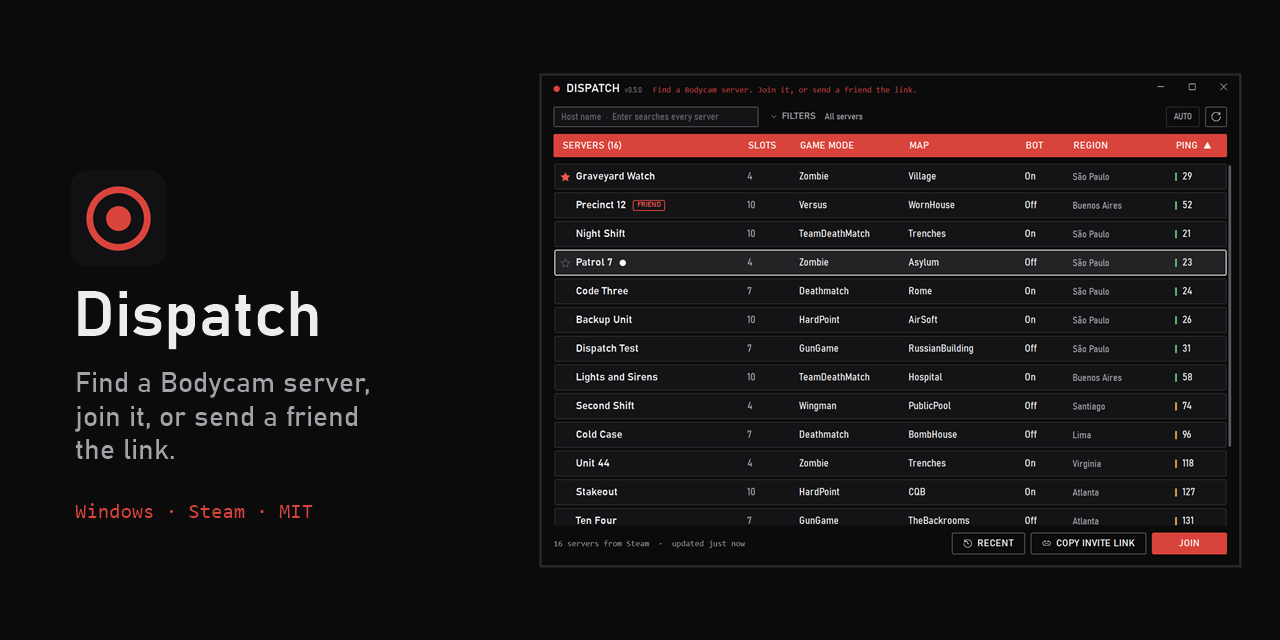 Dispatch
Find a Bodycam server,
join it, or send a friend
the link.
Windows · Steam · MIT
DISPATCH v0.5.0 Find a Bodycam server. Join it, or send a friend the link.
Host name · Enter searches every server FILTERS All servers AUTO
SERVERS (16) SLOTS GAME MODE MAP BOT REGION PING ▲
Graveyard Watch 4 Zombie Village On São Paulo 29
Precinct 12 FRIEND 10 Versus WornHouse Off Buenos Aires 52
Night Shift 10 TeamDeathMatch Trenches On São Paulo 21
Patrol 7 4 Zombie Asylum Off São Paulo 23
Code Three 7 Deathmatch Rome On São Paulo 24
Backup Unit 10 HardPoint AirSoft On São Paulo 26
Dispatch Test 7 GunGame RussianBuilding Off São Paulo 31
Lights and Sirens 10 TeamDeathMatch Hospital On Buenos Aires 58
Second Shift 4 Wingman PublicPool Off Santiago 74
Cold Case 7 Deathmatch BombHouse Off Lima 96
Unit 44 4 Zombie Trenches On Virginia 118
Stakeout 10 HardPoint CQB On Atlanta 127
Ten Four 7 GunGame TheBackrooms Off Atlanta 131
16 servers from Steam · updated just now RECENT COPY INVITE LINK JOIN